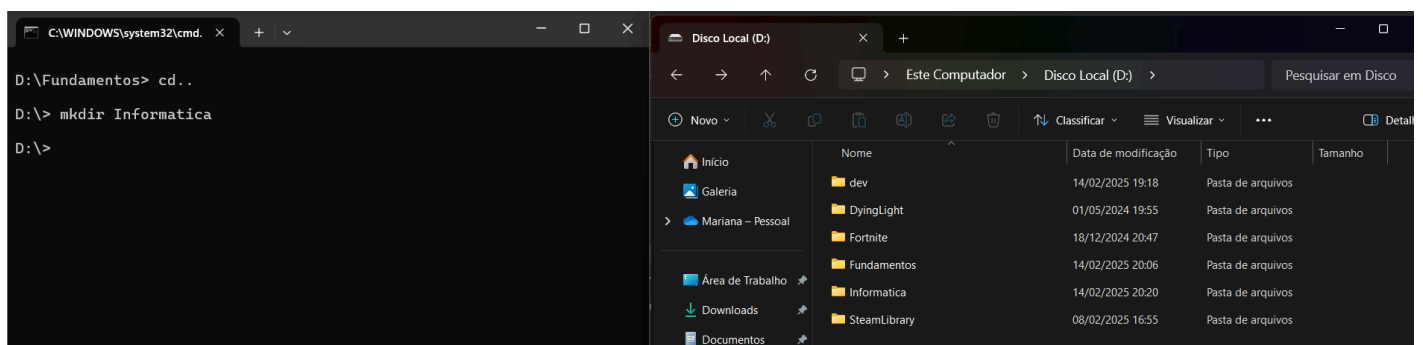 C:\WINDOWS\system32\cmd.
D:\Fundamentos> cd..
D:\> mkdir Informatica
D:\>
Disco Local (D:)
Este Computador > Disco Local (D:) >
Pesquisar em Disco
Novo
Classificar
Visualizar
Detalh
Início
Galeria
Mariana – Pessoal
Área de Trabalho
Downloads
Documentos
Nome Data de modificação Tipo Tamanho
dev 14/02/2025 19:18 Pasta de arquivos
DyingLight 01/05/2024 19:55 Pasta de arquivos
Fortnite 18/12/2024 20:47 Pasta de arquivos
Fundamentos 14/02/2025 20:06 Pasta de arquivos
Informatica 14/02/2025 20:20 Pasta de arquivos
SteamLibrary 08/02/2025 16:55 Pasta de arquivos